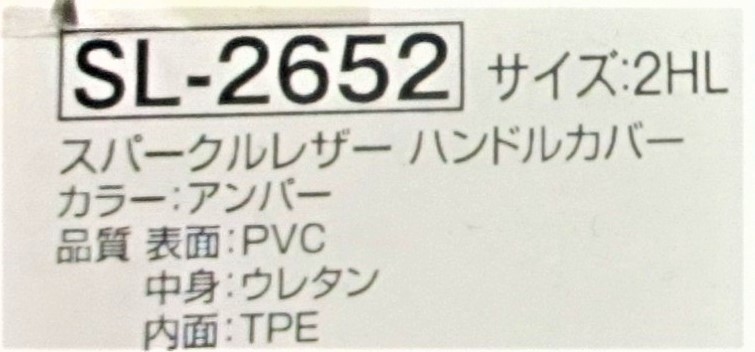 SL-2652 サイズ:2HL
スパークルレザー ハンドルカバー
カラー:アンバー
品質 表面:PVC
中身:ウレタン
内面:TPE